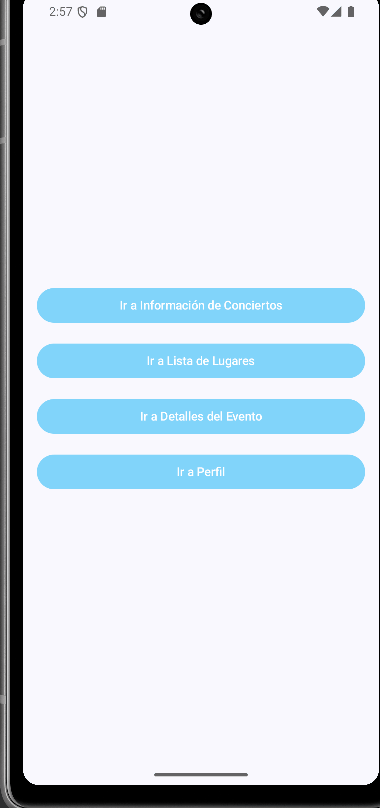 2:57
Ir a Información de Conciertos
Ir a Lista de Lugares
Ir a Detalles del Evento
Ir a Perfil